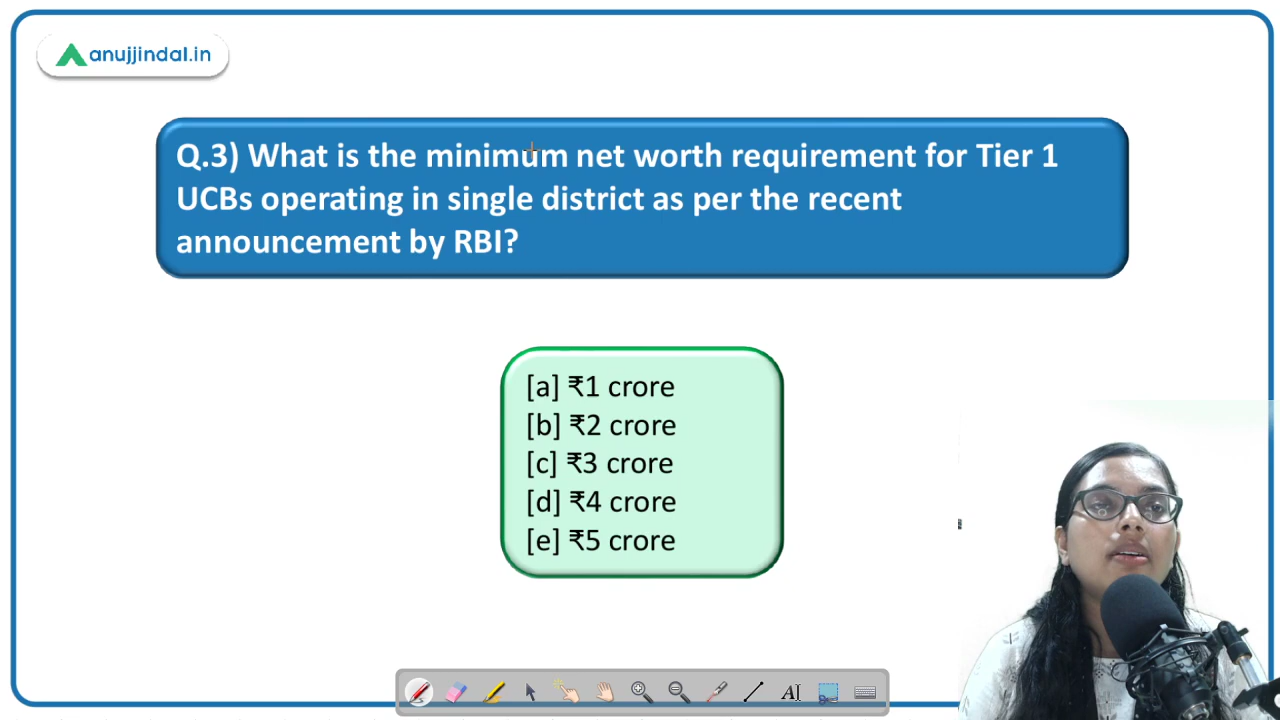 anujjindal.in
Q.3) What is the minimum net worth requirement for Tier 1
UCBs operating in single district as per the recent
announcement by RBI?
[a] ₹1 crore
[b] ₹2 crore
[c] ₹3 crore
[d] ₹4 crore
[e] ₹5 crore